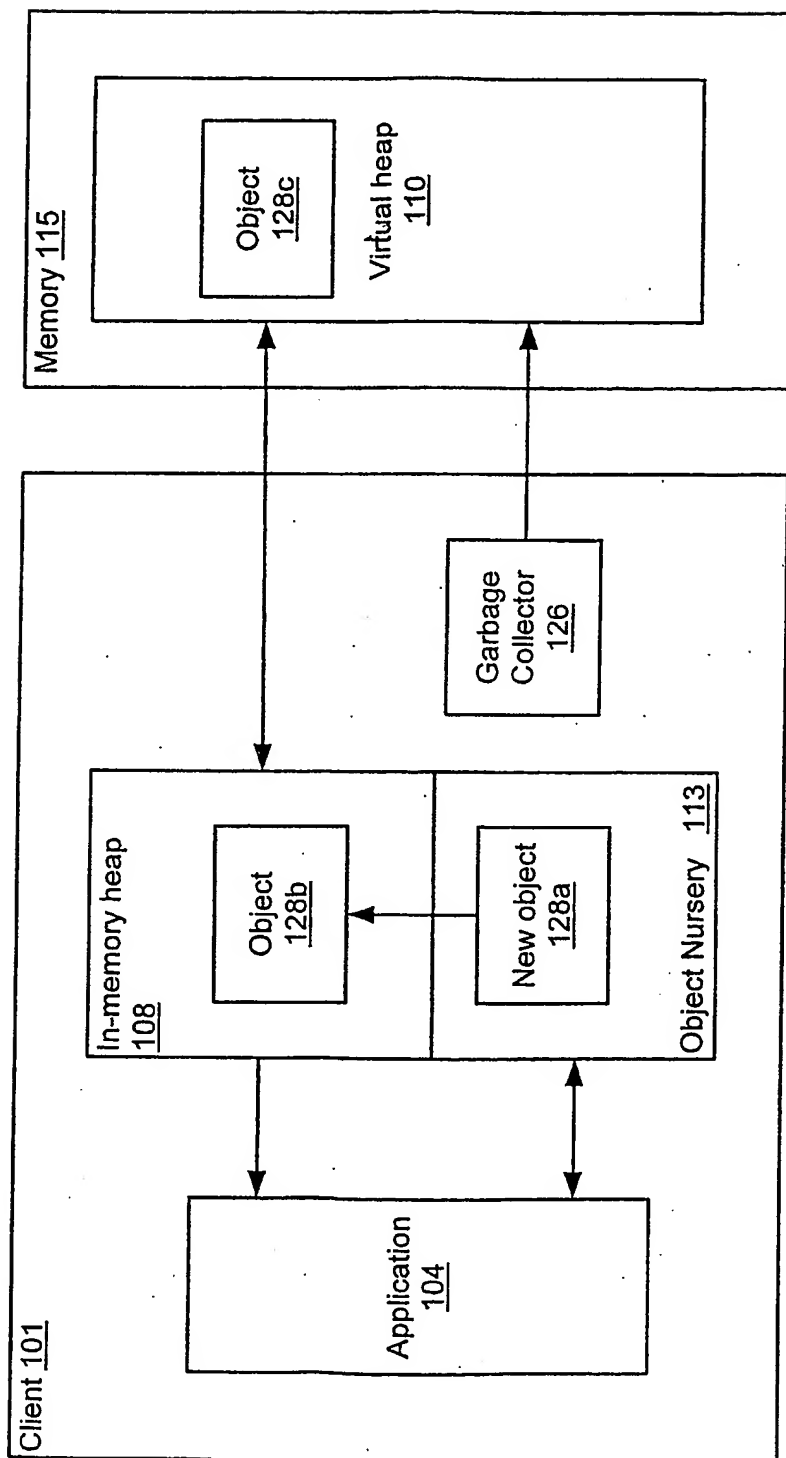 Client 101
Application
104
In-memory heap
108
Object
128b
New object
128a
Object Nursery 113
Garbage
Collector
126
Memory 115
Object
128c
Virtual heap
110